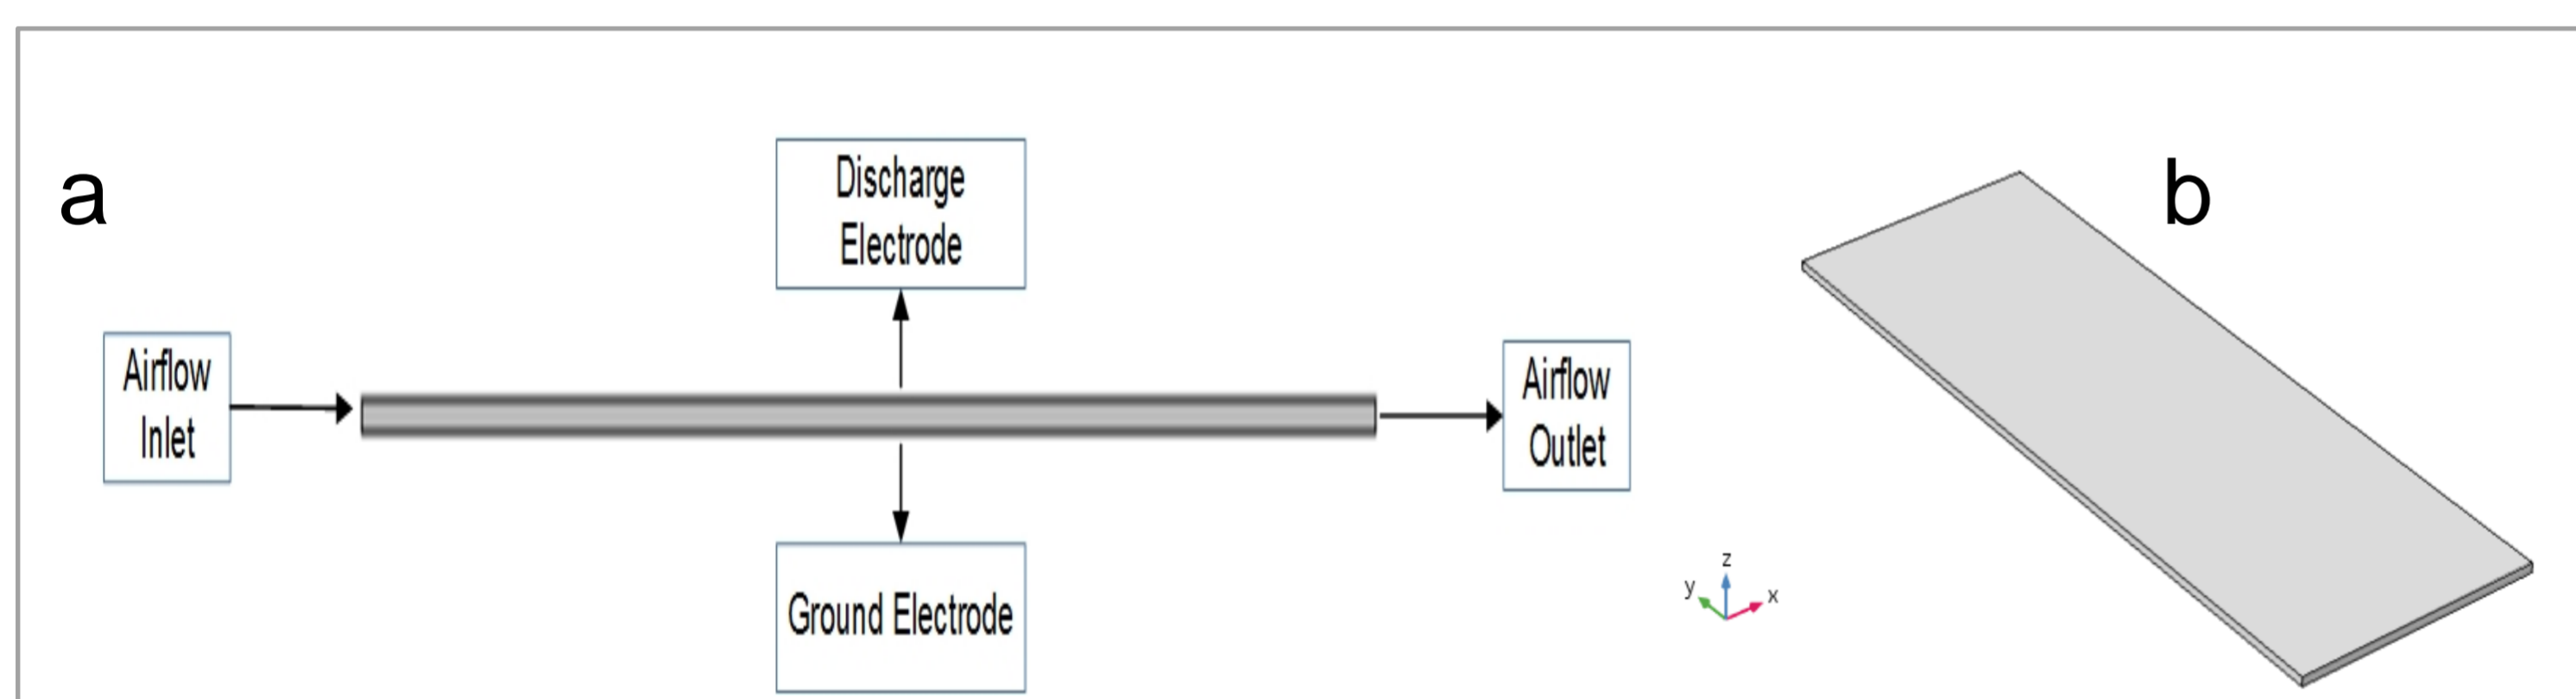 a
Discharge
Electrode
Airflow
Inlet
Airflow
Outlet
Ground Electrode
b
z
y
x